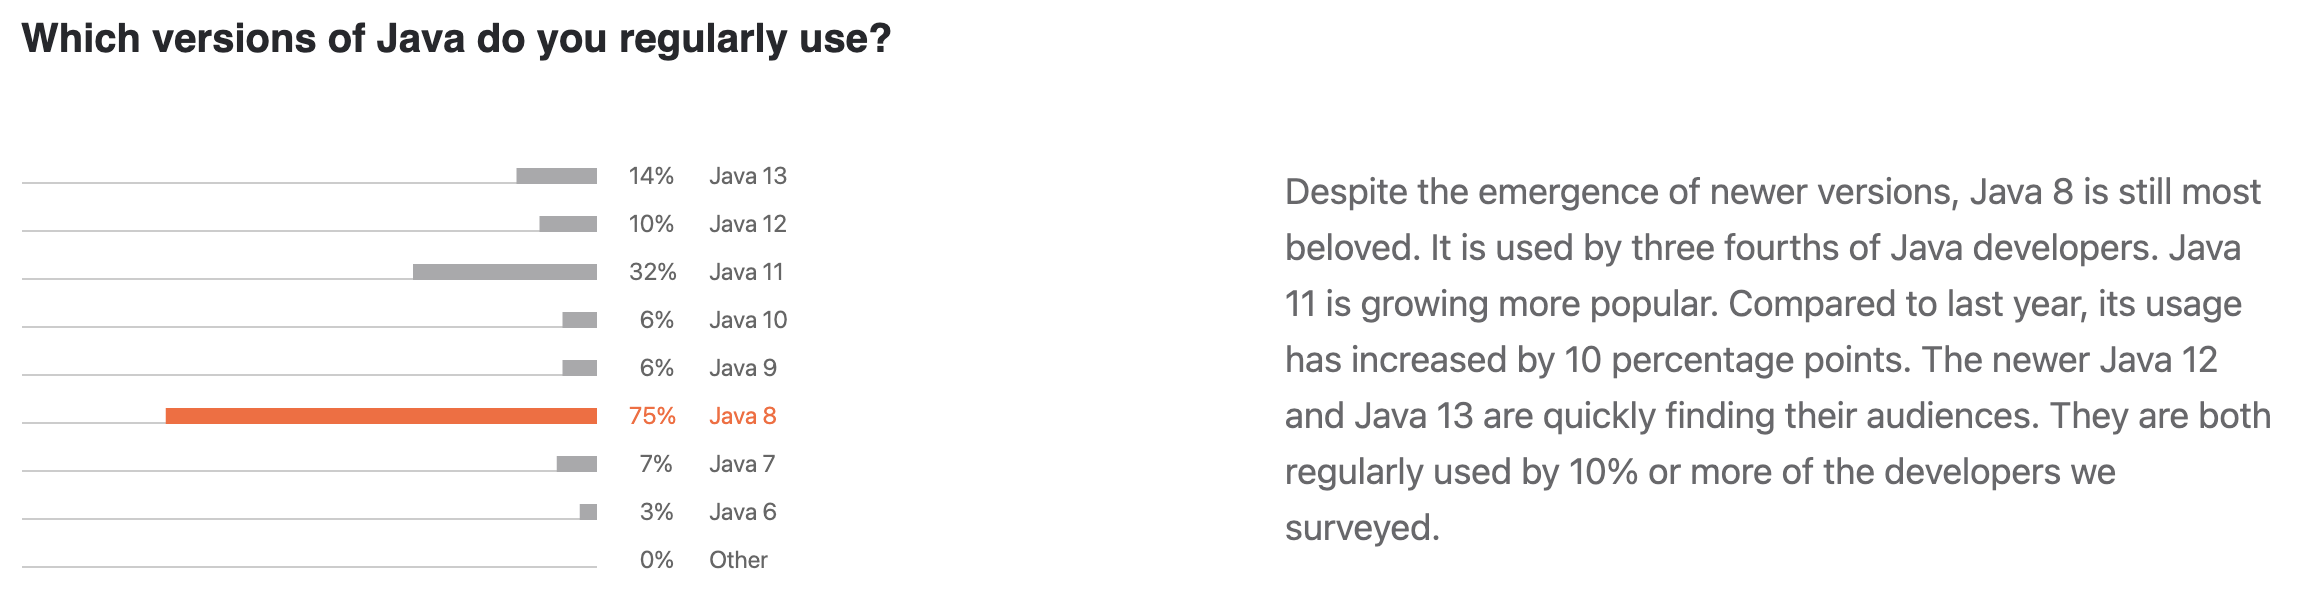 Which versions of Java do you regularly use?
14% Java 13
10% Java 12
32% Java 11
6% Java 10
6% Java 9
75% Java 8
7% Java 7
3% Java 6
0% Other
Despite the emergence of newer versions, Java 8 is still most
beloved. It is used by three fourths of Java developers. Java
11 is growing more popular. Compared to last year, its usage
has increased by 10 percentage points. The newer Java 12
and Java 13 are quickly finding their audiences. They are both
regularly used by 10% or more of the developers we
surveyed.